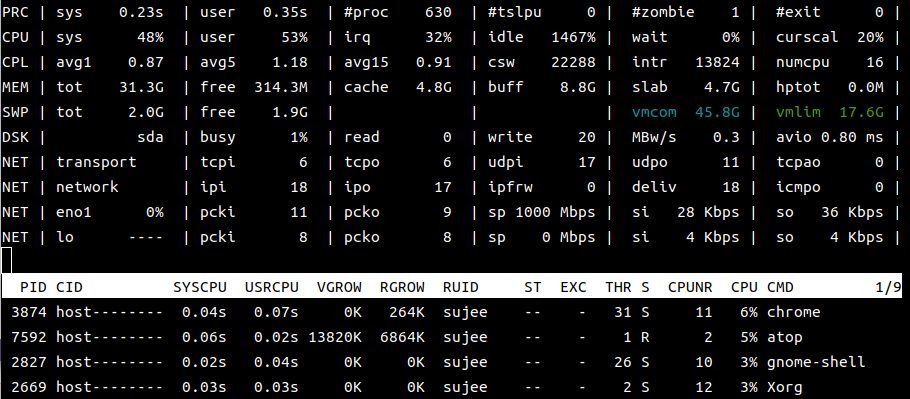 PRC | sys 0.23s | user 0.35s | #proc 630 | #tslpu 0 | #zombie 1 | #exit 0 |
CPU | sys 48% | user 53% | irq 32% | idle 1467% | wait 0% | curscal 20% |
CPL | avg1 0.87 | avg5 1.18 | avg15 0.91 | csw 22288 | intr 13824 | numcpu 16 |
MEM | tot 31.3G | free 314.3M | cache 4.8G | buff 8.8G | slab 4.7G | hptot 0.0M |
SWP | tot 2.0G | free 1.9G | | | vmcom 45.8G | vmlim 17.6G |
DSK | sda | busy 1% | read 0 | write 20 | MBw/s 0.3 | avio 0.80 ms |
NET | transport | tcpi 6 | tcpo 6 | udpi 17 | udpo 11 | tcpao 0 |
NET | network | ipi 18 | ipo 17 | ipfrw 0 | deliv 18 | icmpo 0 |
NET | eno1 0% | pcki 11 | pcko 9 | sp 1000 Mbps | si 28 Kbps | so 36 Kbps |
NET | lo ---- | pcki 8 | pcko 8 | sp 0 Mbps | si 4 Kbps | so 4 Kbps |
PID CID SYSCPU USRCPU VGROW RGROW RUID ST EXC THR S CPUNR CPU CMD 1/9
3874 host-------- 0.04s 0.07s 0K 264K sujee -- - 31 S 11 6% chrome
7592 host-------- 0.06s 0.02s 13820K 6864K sujee -- - 1 R 2 5% atop
2827 host-------- 0.02s 0.04s 0K 0K sujee -- - 26 S 10 3% gnome-shell
2669 host-------- 0.03s 0.03s 0K 0K sujee -- - 2 S 12 3% Xorg